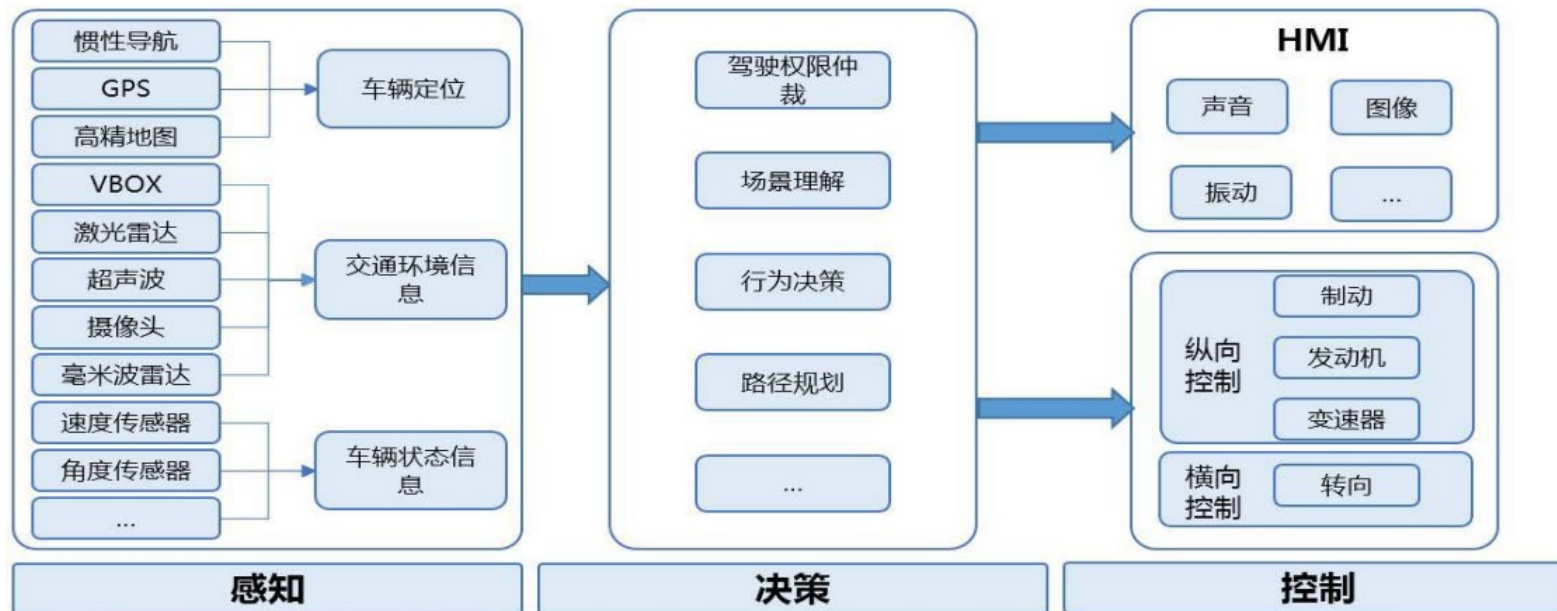 惯性导航
GPS
高精地图
VBOX
激光雷达
超声波
摄像头
毫米波雷达
速度传感器
角度传感器
...
车辆定位
交通环境信
息
车辆状态信
息
驾驶权限仲
裁
场景理解
行为决策
路径规划
...
HMI
声音
图像
振动
...
纵向
控制
制动
发动机
变速器
横向
控制
转向
感知
决策
控制